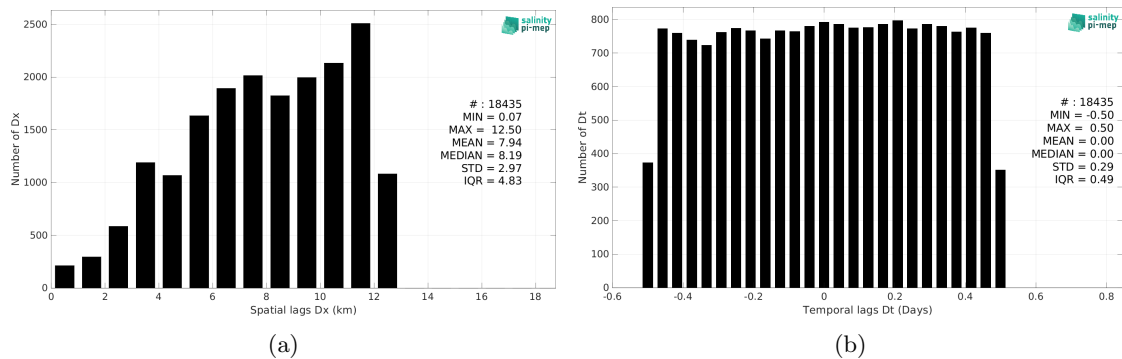 salinity
pi-mep
2500
2000
1500
1000
500
0
Number of Dx
# : 18435
MIN = 0.07
MAX = 12.50
MEAN = 7.94
MEDIAN = 8.19
STD = 2.97
IQR = 4.83
0 2 4 6 8 10 12 14 16 18
Spatial lags Dx (km)
(a)
salinity
pi-mep
800
700
600
500
400
300
200
100
0
Number of Dt
# : 18435
MIN = -0.50
MAX = 0.50
MEAN = 0.00
MEDIAN = 0.00
STD = 0.29
IQR = 0.49
-0.6 -0.4 -0.2 0 0.2 0.4 0.6 0.8
Temporal lags Dt (Days)
(b)